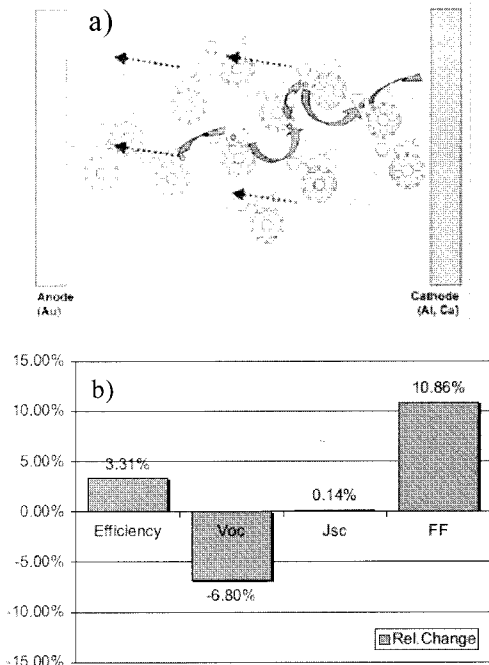 a)
Anode
(Au)
Cathode
(Al, Ca)
b)
15.00%
10.00%
5.00%
0.00%
-5.00%
-10.00%
-15.00%
3.31%
-6.80%
0.14%
10.86%
Efficiency
Voc
Jsc
FF
Rel.Change